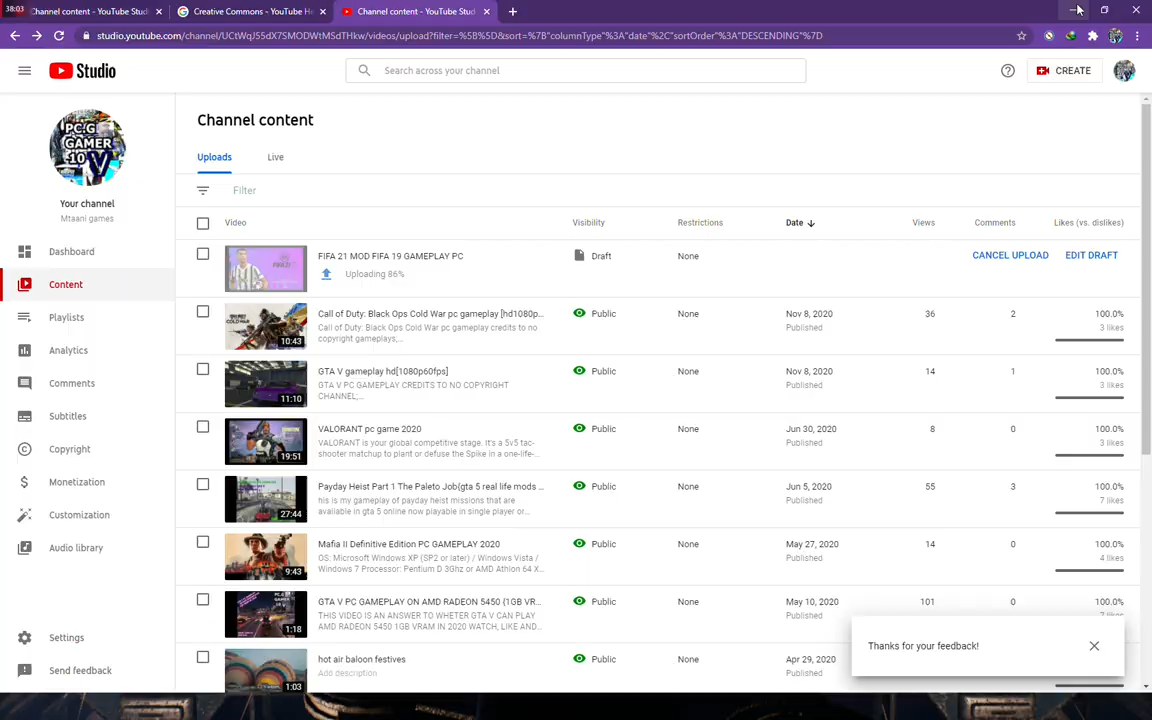 38:03
Channel content - YouTube Stud
Creative Commons - YouTube He
Channel content - YouTube Stud
studio.youtube.com/channel/UCtWqJ55dX7SMODWtMSdTHkw/videos/upload?filter=%5B%5D&sort=%7B"columnType"%3A"date"%2C"sortOrder"%3A"DESCENDING"%7D
Studio
Search across your channel
CREATE
PC.G
GAMER
10
V
Your channel
Mtaani games
Dashboard
Content
Playlists
Analytics
Comments
Subtitles
Copyright
Monetization
Customization
Audio library
Settings
Send feedback
Channel content
Uploads
Live
Filter
Video
Visibility
Restrictions
Date
Views
Comments
Likes (vs. dislikes)
FIFA 21 MOD FIFA 19 GAMEPLAY PC
Uploading 86%
Draft
None
CANCEL UPLOAD
EDIT DRAFT
10:43
Call of Duty: Black Ops Cold War pc gameplay [hd1080p...
Call of Duty: Black Ops Cold War pc gameplay credits to no
copyright gameplays;...
Public
None
Nov 8, 2020
Published
36
2
100.0%
3 likes
11:10
GTA V gameplay hd[1080p60fps]
GTA V PC GAMEPLAY CREDITS TO NO COPYRIGHT
CHANNEL;...
Public
None
Nov 8, 2020
Published
14
1
100.0%
3 likes
19:51
VALORANT pc game 2020
VALORANT is your global competitive stage. It's a 5v5 tac-
shooter matchup to plant or defuse the Spike in a one-life-...
Public
None
Jun 30, 2020
Published
8
0
100.0%
3 likes
27:44
Payday Heist Part 1 The Paleto Job{gta 5 real life mods ...
his is my gameplay of payday heist missions that are
available in gta 5 online now playable in single player or...
Public
None
Jun 5, 2020
Published
55
3
100.0%
7 likes
9:43
Mafia II Definitive Edition PC GAMEPLAY 2020
OS: Microsoft Windows XP (SP2 or later) / Windows Vista /
Windows 7 Processor: Pentium D 3Ghz or AMD Athlon 64 X...
Public
None
May 27, 2020
Published
14
0
100.0%
4 likes
1:18
GTA V PC GAMEPLAY ON AMD RADEON 5450 {1GB VR...
THIS VIDEO IS AN ANSWER TO WHETER GTA V CAN PLAY
AMD RADEON 5450 1GB VRAM IN 2020 WATCH, LIKE AND...
Public
None
May 10, 2020
Published
101
0
100.0%
1:03
hot air baloon festives
Add description
Public
None
Apr 29, 2020
Published
Thanks for your feedback!